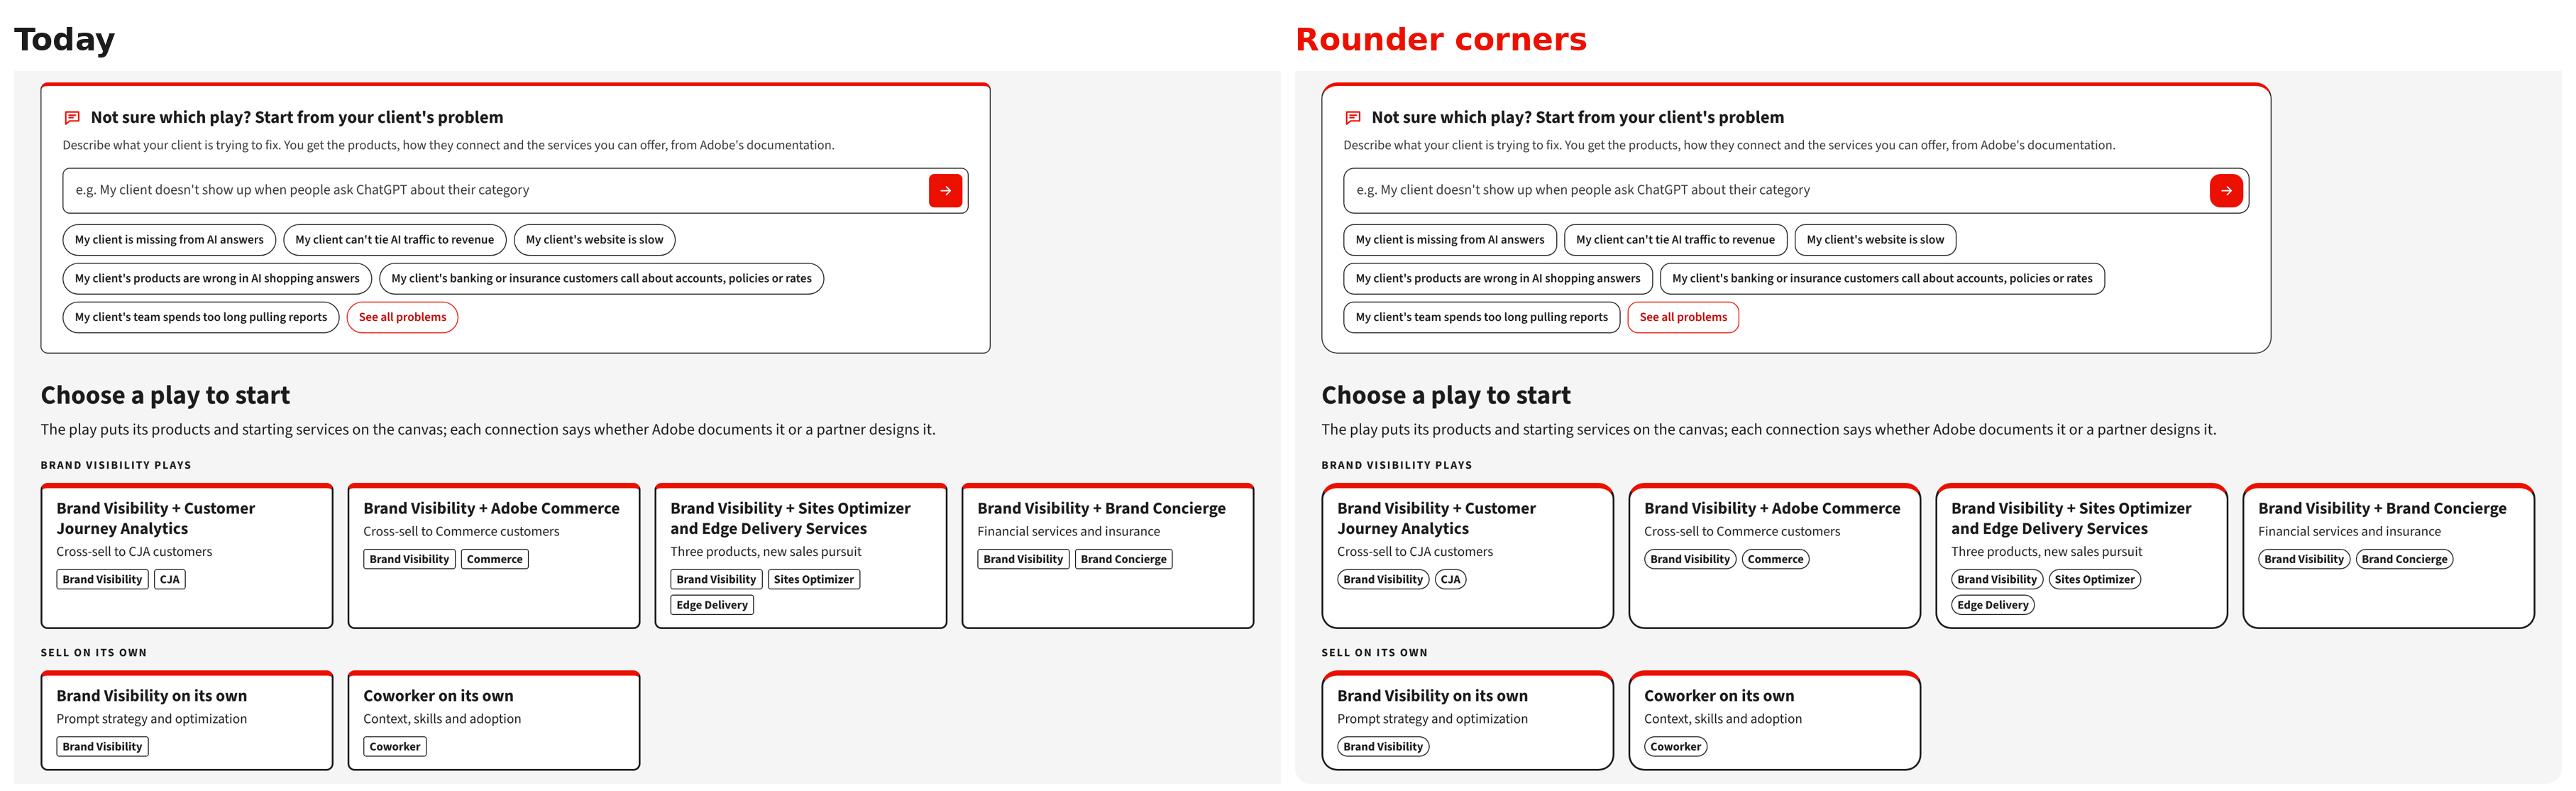 Today
Not sure which play? Start from your client's problem
Describe what your client is trying to fix. You get the products, how they connect and the services you can offer, from Adobe's documentation.
e.g. My client doesn't show up when people ask ChatGPT about their category
My client is missing from AI answers
My client can't tie AI traffic to revenue
My client's website is slow
My client's products are wrong in AI shopping answers
My client's banking or insurance customers call about accounts, policies or rates
My client's team spends too long pulling reports
See all problems
Choose a play to start
The play puts its products and starting services on the canvas; each connection says whether Adobe documents it or a partner designs it.
BRAND VISIBILITY PLAYS
Brand Visibility + Customer
Journey Analytics
Cross-sell to CJA customers
Brand Visibility
CJA
Brand Visibility + Adobe Commerce
Cross-sell to Commerce customers
Brand Visibility
Commerce
Brand Visibility + Sites Optimizer
and Edge Delivery Services
Three products, new sales pursuit
Brand Visibility
Sites Optimizer
Edge Delivery
Brand Visibility + Brand Concierge
Financial services and insurance
Brand Visibility
Brand Concierge
SELL ON ITS OWN
Brand Visibility on its own
Prompt strategy and optimization
Brand Visibility
Coworker on its own
Context, skills and adoption
Coworker
Rounder corners
Not sure which play? Start from your client's problem
Describe what your client is trying to fix. You get the products, how they connect and the services you can offer, from Adobe's documentation.
e.g. My client doesn't show up when people ask ChatGPT about their category
My client is missing from AI answers
My client can't tie AI traffic to revenue
My client's website is slow
My client's products are wrong in AI shopping answers
My client's banking or insurance customers call about accounts, policies or rates
My client's team spends too long pulling reports
See all problems
Choose a play to start
The play puts its products and starting services on the canvas; each connection says whether Adobe documents it or a partner designs it.
BRAND VISIBILITY PLAYS
Brand Visibility + Customer
Journey Analytics
Cross-sell to CJA customers
Brand Visibility
CJA
Brand Visibility + Adobe Commerce
Cross-sell to Commerce customers
Brand Visibility
Commerce
Brand Visibility + Sites Optimizer
and Edge Delivery Services
Three products, new sales pursuit
Brand Visibility
Sites Optimizer
Edge Delivery
Brand Visibility + Brand Concierge
Financial services and insurance
Brand Visibility
Brand Concierge
SELL ON ITS OWN
Brand Visibility on its own
Prompt strategy and optimization
Brand Visibility
Coworker on its own
Context, skills and adoption
Coworker